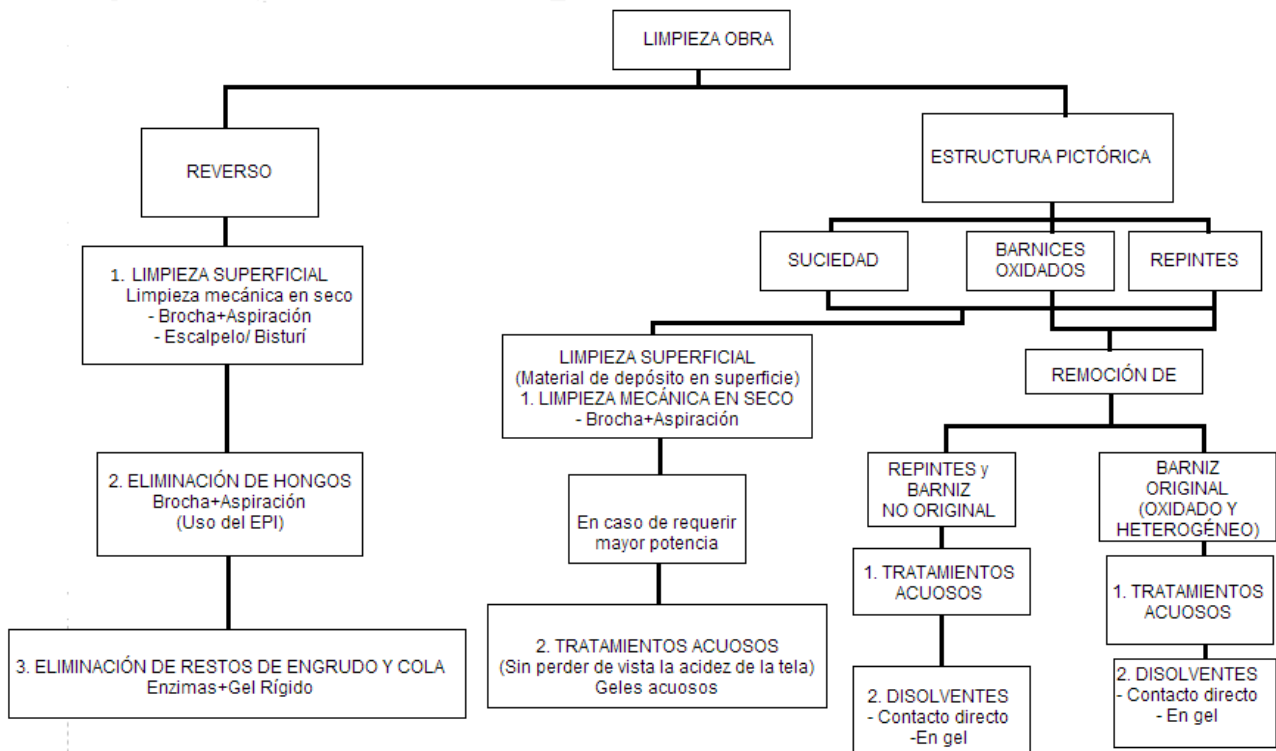 LIMPIEZA OBRA
REVERSO
ESTRUCTURA PICTÓRICA
SUCIEDAD
BARNICES
OXIDADOS
REPINTES
1. LIMPIEZA SUPERFICIAL
Limpieza mecánica en seco
- Brocha+Aspiración
- Escalpelo/ Bisturí
2. ELIMINACIÓN DE HONGOS
Brocha+Aspiración
(Uso del EPI)
3. ELIMINACIÓN DE RESTOS DE ENGRUDO Y COLA
Enzimas+Gel Rígido
LIMPIEZA SUPERFICIAL
(Material de depósito en superficie)
1. LIMPIEZA MECÁNICA EN SECO
- Brocha+Aspiración
En caso de requerir
mayor potencia
2. TRATAMIENTOS ACUOSOS
(Sin perder de vista la acidez de la tela)
Geles acuosos
REMOCIÓN DE
REPINTES y
BARNIZ
NO ORIGINAL
1. TRATAMIENTOS
ACUOSOS
2. DISOLVENTES
- Contacto directo
-En gel
BARNIZ
ORIGINAL
(OXIDADO Y
HETEROGÉNEO)
1. TRATAMIENTOS
ACUOSOS
2. DISOLVENTES
- Contacto directo
- En gel